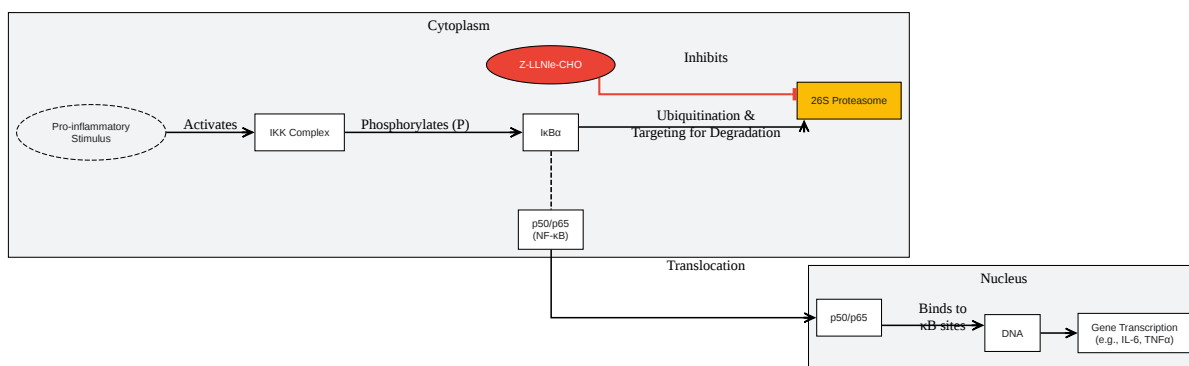 Cytoplasm
Z-LLNle-CHO
Inhibits
26S Proteasome
Pro-inflammatory
Stimulus
Activates
IKK Complex
Phosphorylates (P)
IκBα
Ubiquitination &
Targeting for Degradation
p50/p65
(NF-κB)
Translocation
Nucleus
p50/p65
Binds to
κB sites
DNA
Gene Transcription
(e.g., IL-6, TNFα)